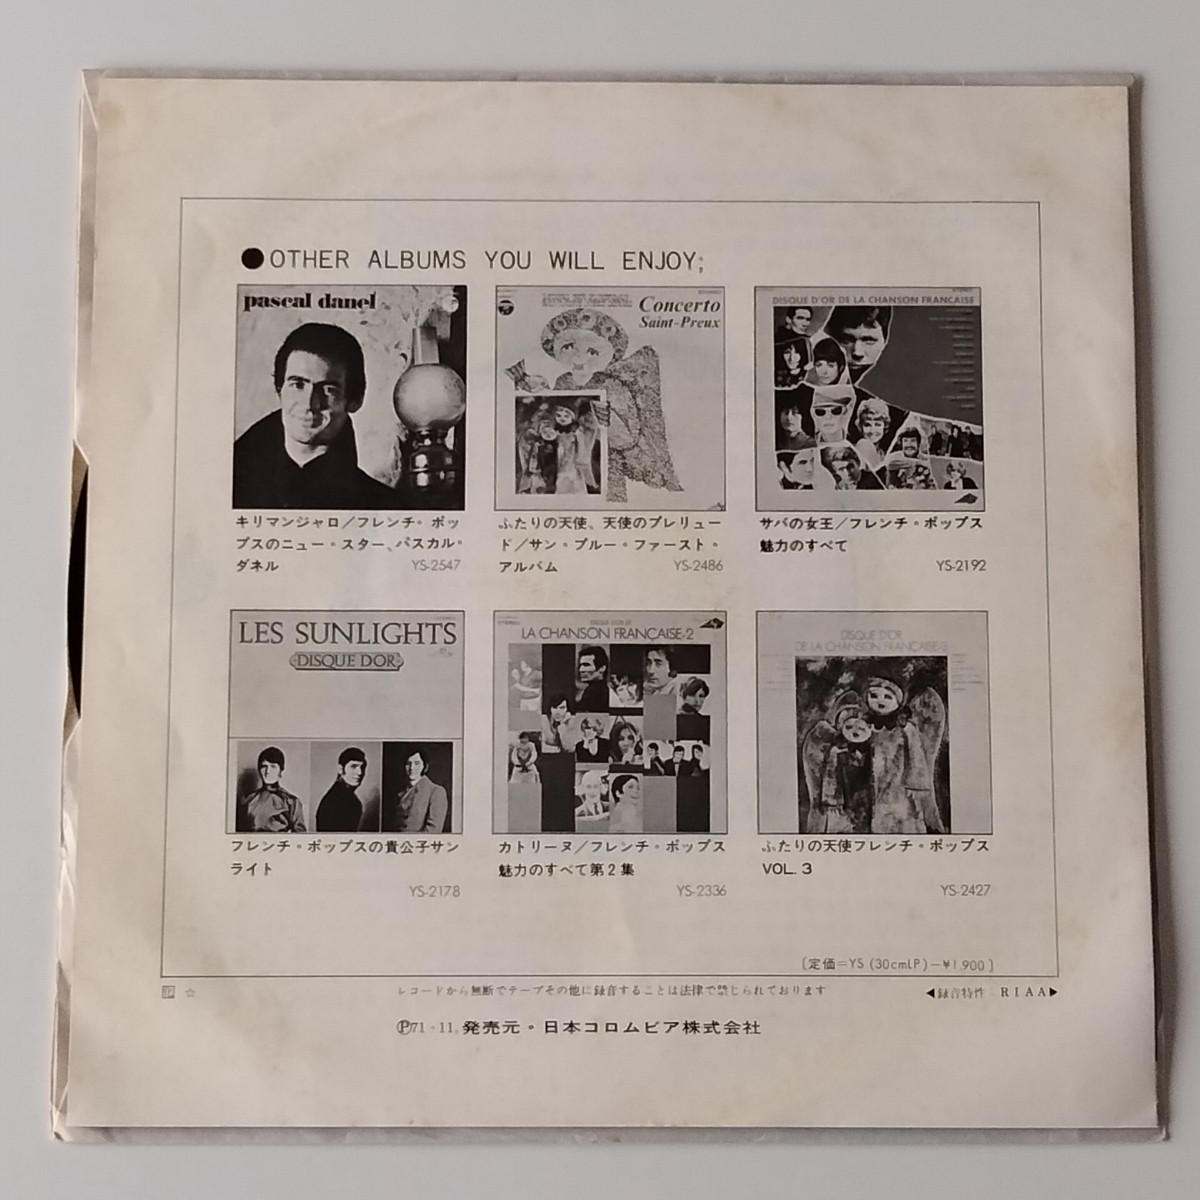 ●OTHER ALBUMS YOU WILL ENJOY;
pascal danel
キリマンジャロ／フレンチ・ポッ
プスのニュー・スター、パスカル・
ダネル
YS-2547
Concerto
Saint-Preux
ふたりの天使、天使のプレリュー
ド／サン・プルー・ファースト・
アルバム
YS-2486
DISQUE D'OR DE LA CHANSON FRANCAISE
サバの女王／フレンチ・ポップス
魅力のすべて
YS-2192
LES SUNLIGHTS
DISQUE D'OR
フレンチ・ポップスの貴公子サン
ライト
YS-2178
DISQUE D'OR DE
LA CHANSON FRANÇAISE-2
カトリーヌ／フレンチ・ポップス
魅力のすべて第2集
YS-2336
DISQUE D'OR
DE LA CHANSON FRANÇAISE-3
ふたりの天使フレンチ・ポップス
VOL. 3
YS-2427
〔定価=YS (30cmLP)−¥1,900〕
☆
レコードから無断でテープその他に録音することは法律で禁じられております
◀録音特性 RIAA▶
Ⓟ71・11。発売元・日本コロムビア株式会社